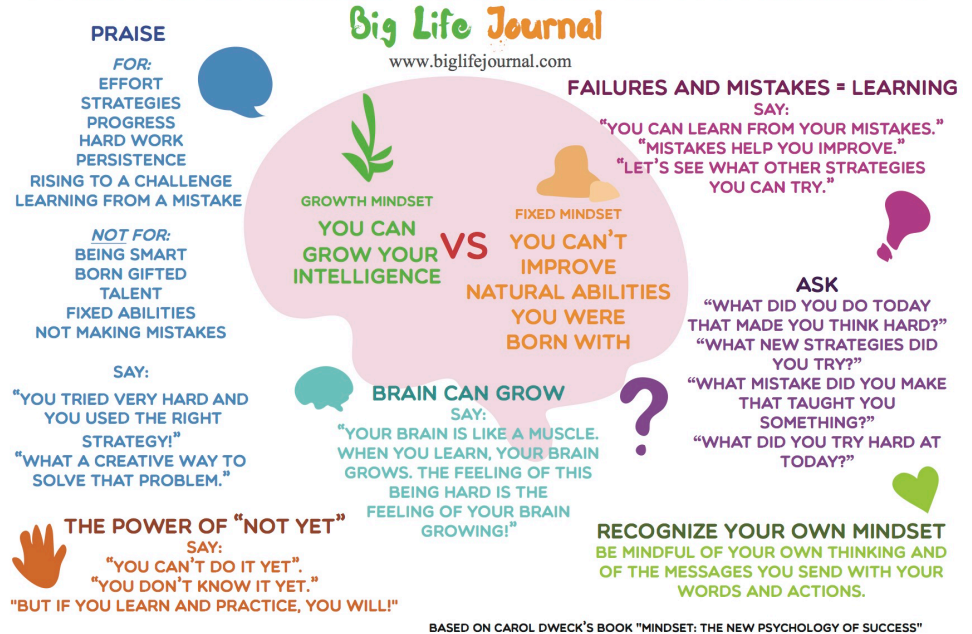 Big Life Journal
www.biglifejournal.com
PRAISE
FOR:
EFFORT
STRATEGIES
PROGRESS
HARD WORK
PERSISTENCE
RISING TO A CHALLENGE
LEARNING FROM A MISTAKE
NOT FOR:
BEING SMART
BORN GIFTED
TALENT
FIXED ABILITIES
NOT MAKING MISTAKES
SAY:
"YOU TRIED VERY HARD AND
YOU USED THE RIGHT
STRATEGY!"
"WHAT A CREATIVE WAY TO
SOLVE THAT PROBLEM."
THE POWER OF "NOT YET"
SAY:
"YOU CAN'T DO IT YET".
"YOU DON'T KNOW IT YET."
"BUT IF YOU LEARN AND PRACTICE, YOU WILL!"
GROWTH MINDSET
YOU CAN
GROW YOUR
INTELLIGENCE
VS
FIXED MINDSET
YOU CAN'T
IMPROVE
NATURAL ABILITIES
YOU WERE
BORN WITH
BRAIN CAN GROW
SAY:
"YOUR BRAIN IS LIKE A MUSCLE.
WHEN YOU LEARN, YOUR BRAIN
GROWS. THE FEELING OF THIS
BEING HARD IS THE
FEELING OF YOUR BRAIN
GROWING!"
FAILURES AND MISTAKES = LEARNING
SAY:
"YOU CAN LEARN FROM YOUR MISTAKES."
"MISTAKES HELP YOU IMPROVE."
"LET'S SEE WHAT OTHER STRATEGIES
YOU CAN TRY."
ASK
"WHAT DID YOU DO TODAY
THAT MADE YOU THINK HARD?"
"WHAT NEW STRATEGIES DID
YOU TRY?"
"WHAT MISTAKE DID YOU MAKE
THAT TAUGHT YOU
SOMETHING?"
"WHAT DID YOU TRY HARD AT
TODAY?"
RECOGNIZE YOUR OWN MINDSET
BE MINDFUL OF YOUR OWN THINKING AND
OF THE MESSAGES YOU SEND WITH YOUR
WORDS AND ACTIONS.
BASED ON CAROL DWECK'S BOOK "MINDSET: THE NEW PSYCHOLOGY OF SUCCESS"